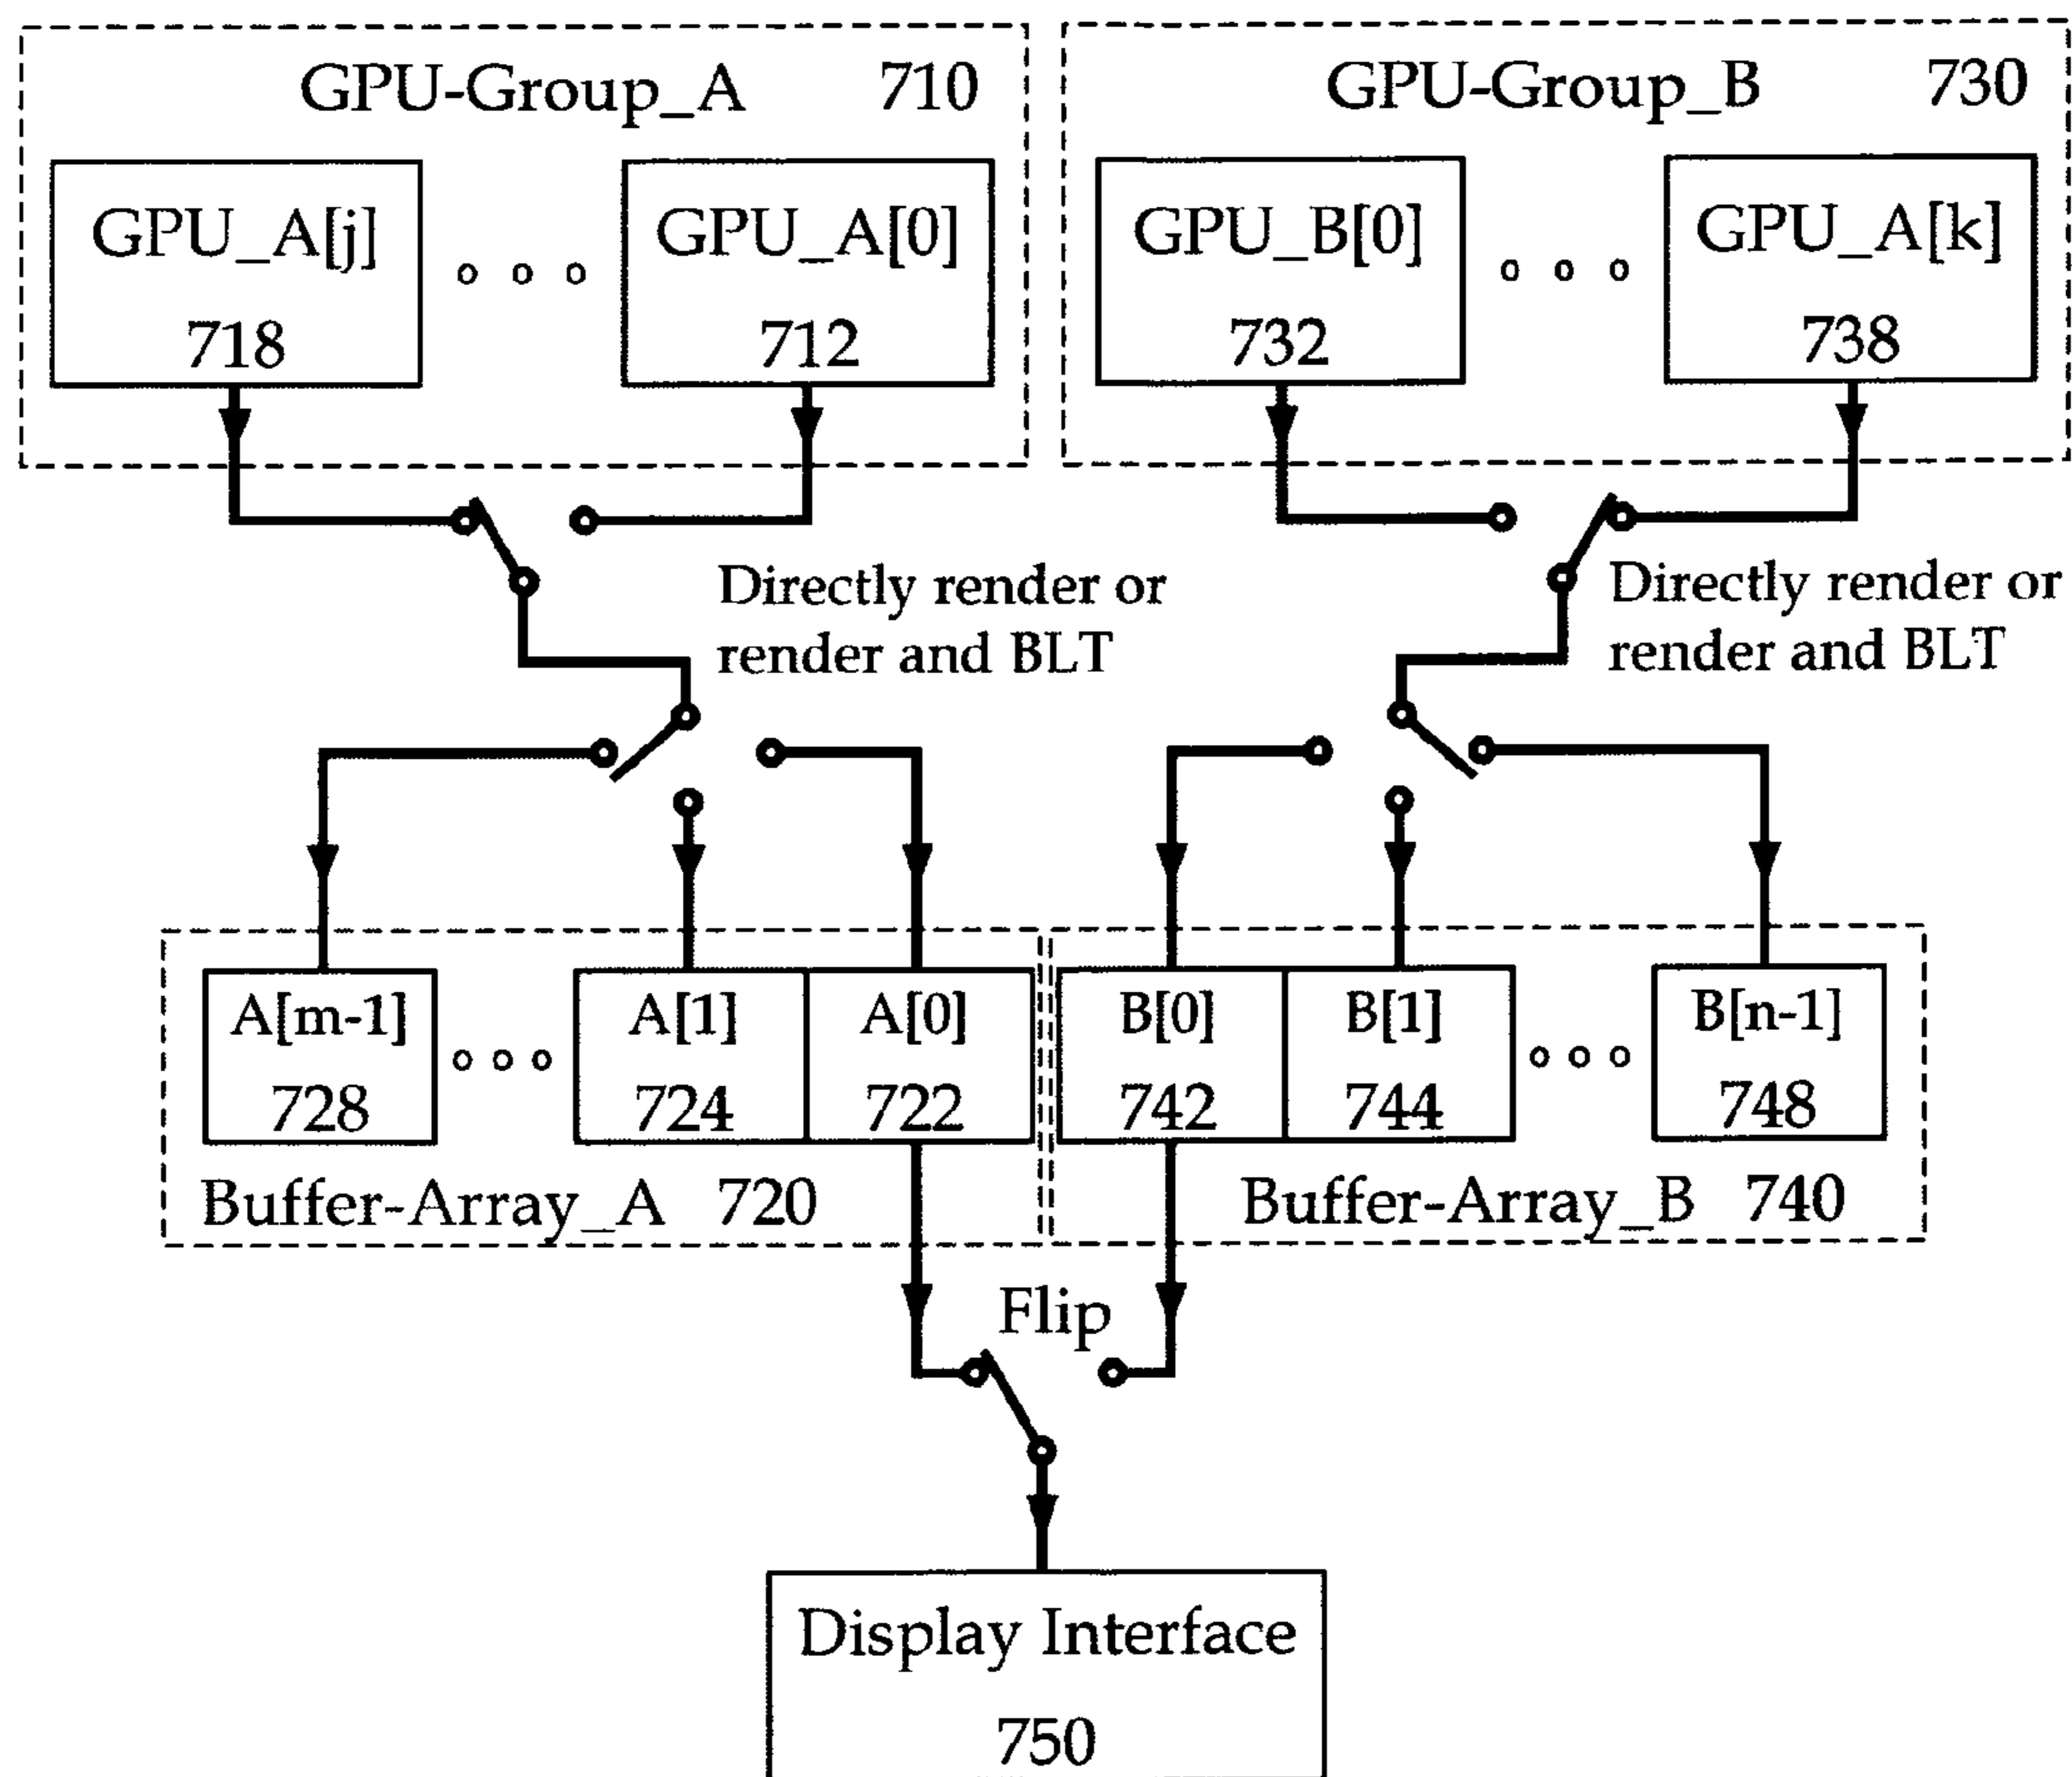 GPU-Group_A 710
GPU-Group_B 730
GPU_A[j]
718
GPU_A[0]
712
GPU_B[0]
732
GPU_A[k]
738
Directly render or
render and BLT
Directly render or
render and BLT
A[m-1]
728
A[1]
724
A[0]
722
B[0]
742
B[1]
744
B[n-1]
748
Buffer-Array_A 720
Buffer-Array_B 740
Flip
Display Interface
750